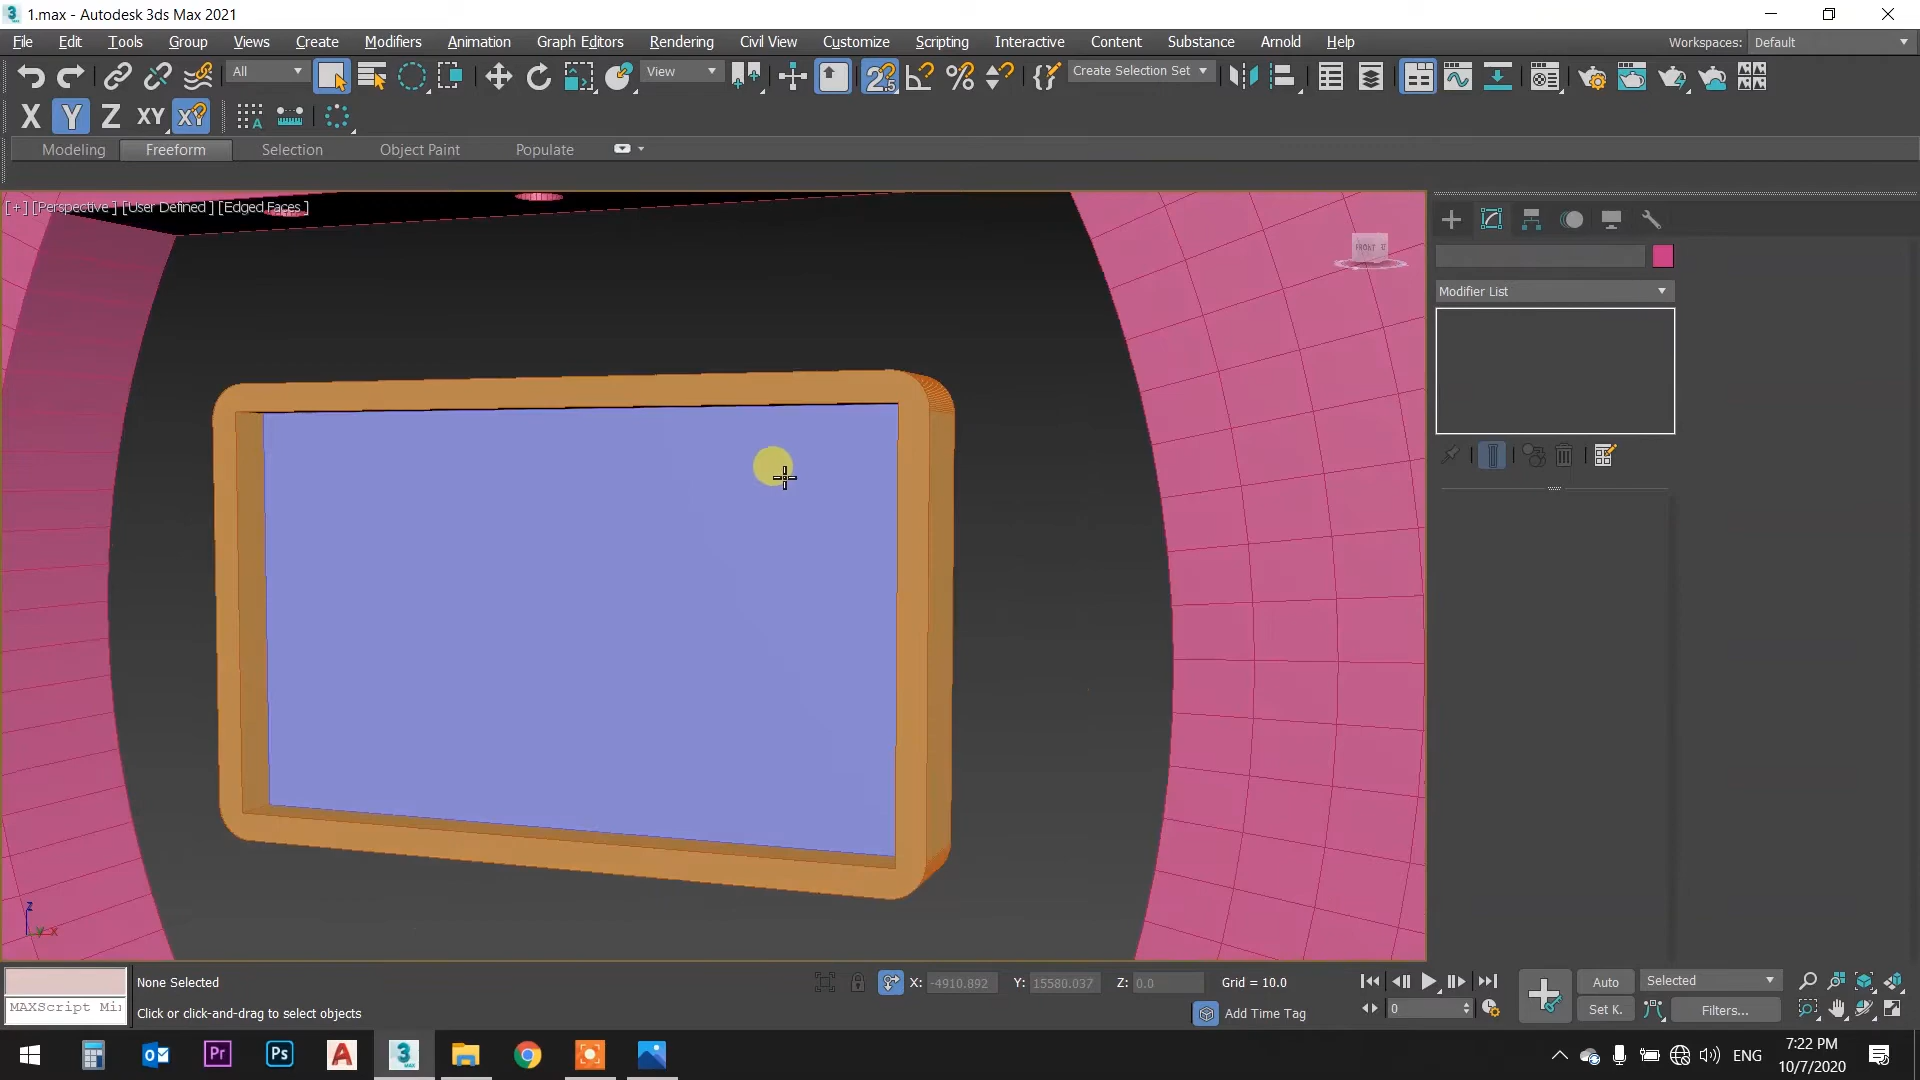 1.max - Autodesk 3ds Max 2021
File Edit Tools Group Views Create Modifiers Animation Graph Editors Rendering Civil View Customize Scripting Interactive Content Substance Arnold Help Workspaces: Default
All View Create Selection Set
X Y Z XY
Modeling Freeform Selection Object Paint Populate
[+] [Perspective] [User Defined] [Edged Faces]
FRONT
Modifier List
z
y x
None Selected X: -4910.892 Y: 15580.037 Z: 0.0 Grid = 10.0 Auto Selected
MAXScript Mi Click or click-and-drag to select objects Add Time Tag 0 Set K. Filters...
7:22 PM
ENG
10/7/2020